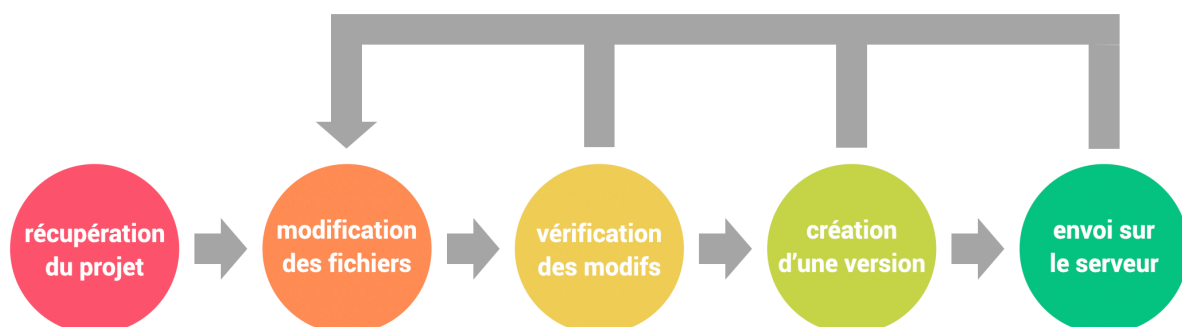 récupération
du projet
modification
des fichiers
vérification
des modifs
création
d'une version
envoi sur
le serveur